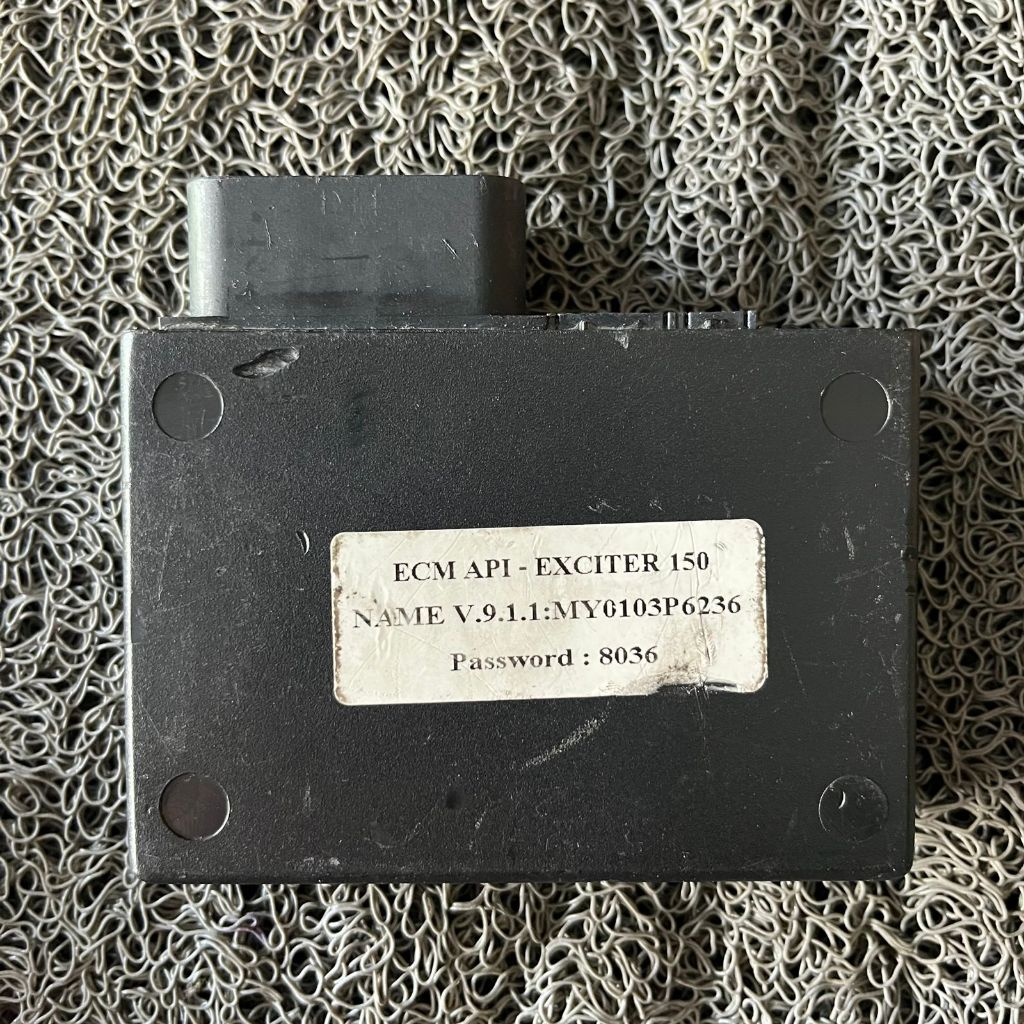 ECM API - EXCITER 150
NAME V.9.1.1:MY0103P6236
Password : 8036